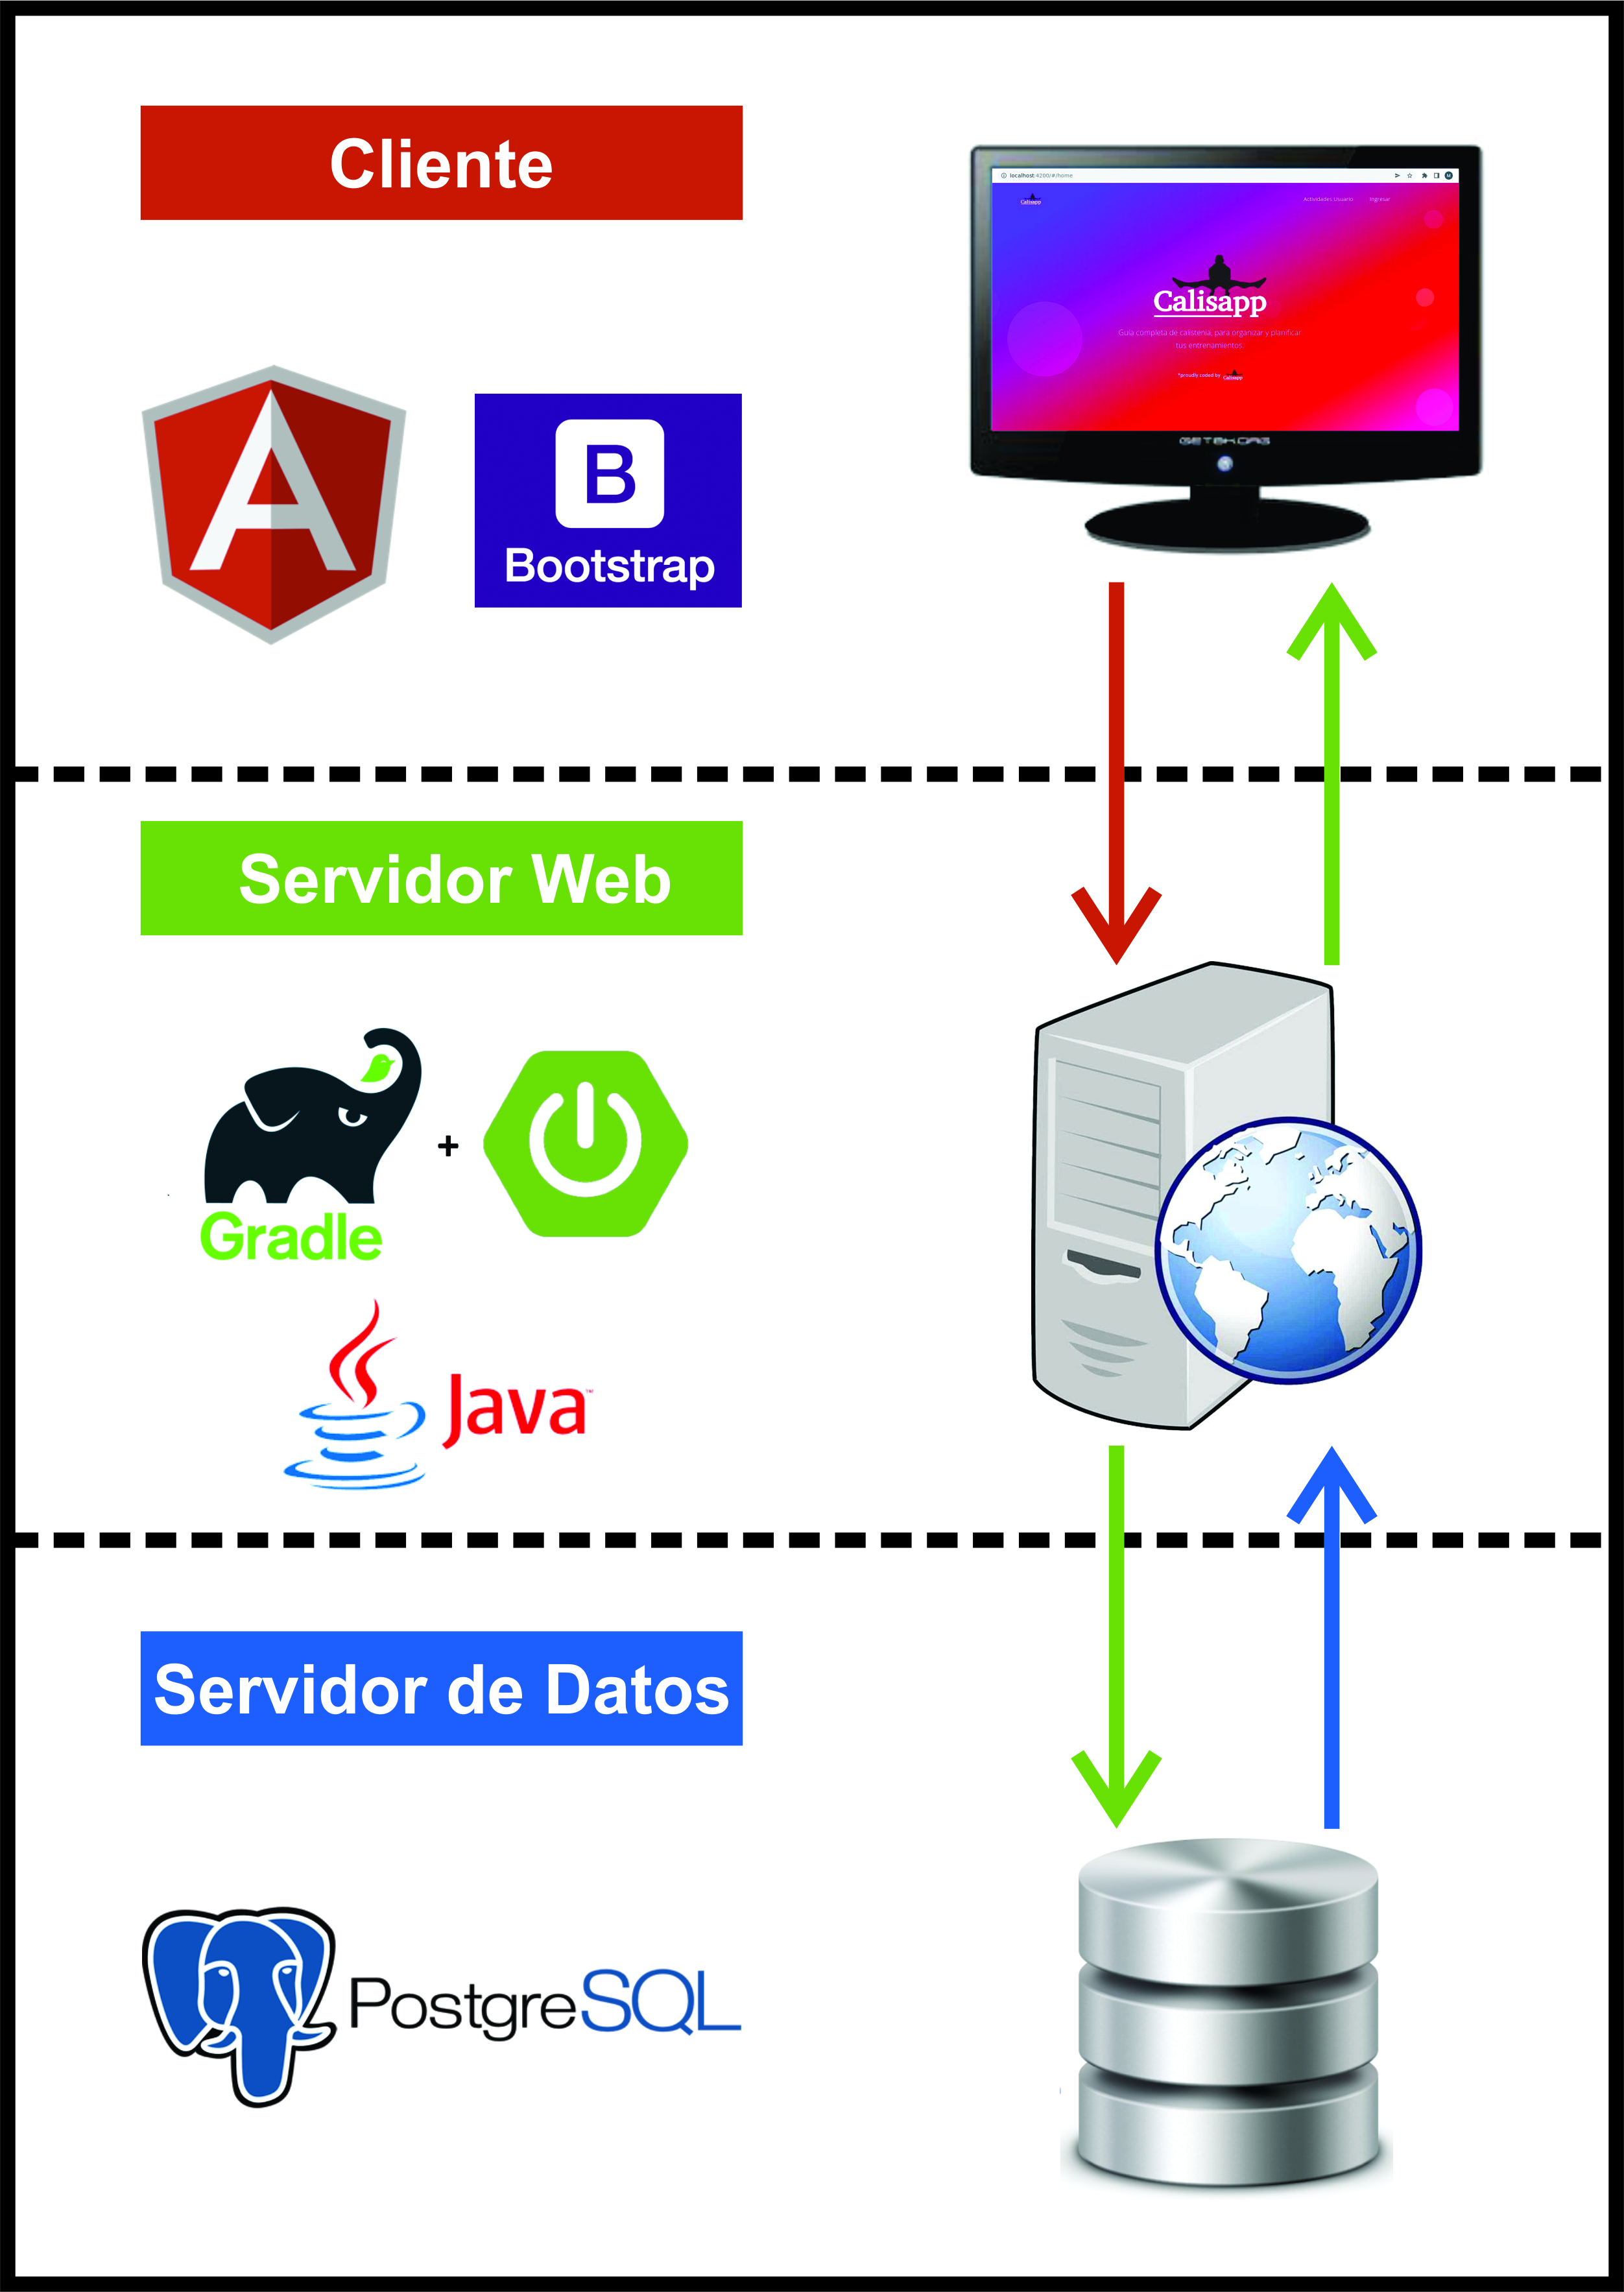 Cliente
localhost:4200/#/home
Calisapp
Actividades Usuario
Ingresar
Calisapp
Guía completa de calistenia, para organizar y planificar
tus entrenamientos.
*proudly coded by
Calisapp
B
Bootstrap
Servidor Web
+
Gradle
Java™
Servidor de Datos
PostgreSQL